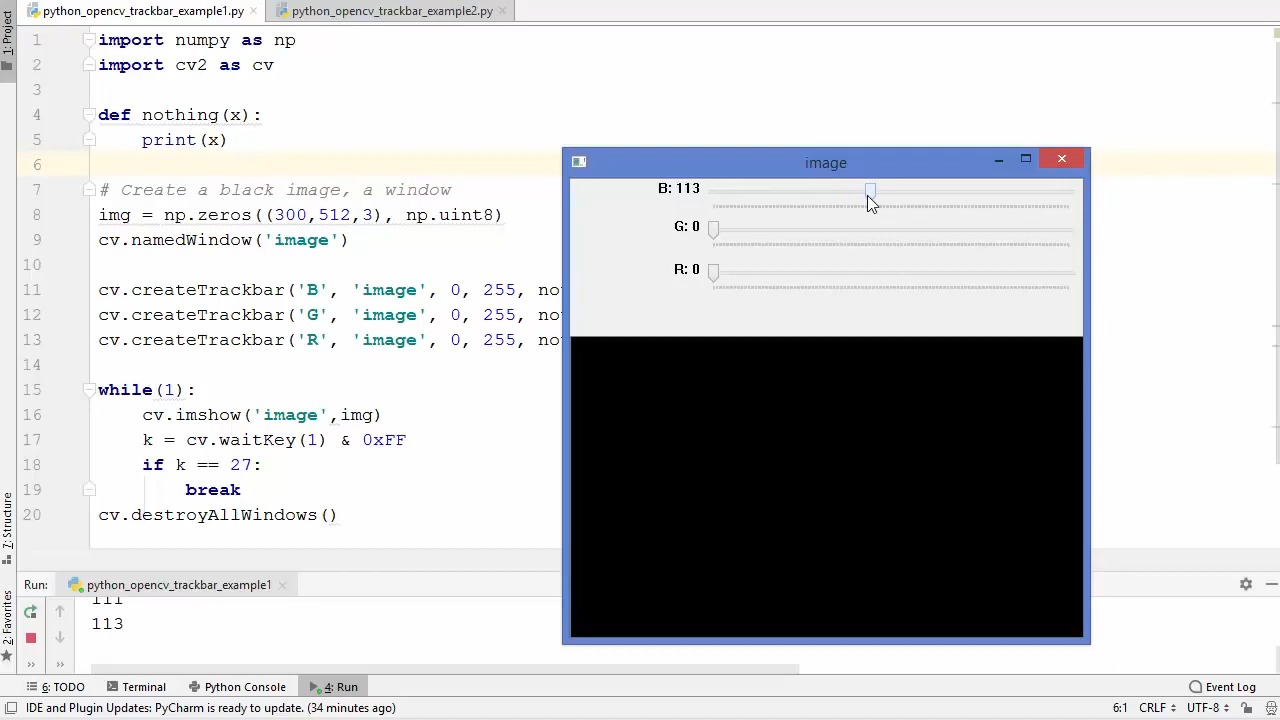 python_opencv_trackbar_example1.py
python_opencv_trackbar_example2.py
1: Project
1 import numpy as np
2 import cv2 as cv
3
4 def nothing(x):
5 print(x)
6
7 # Create a black image, a window
8 img = np.zeros((300,512,3), np.uint8)
9 cv.namedWindow('image')
10
11 cv.createTrackbar('B', 'image', 0, 255, no
12 cv.createTrackbar('G', 'image', 0, 255, no
13 cv.createTrackbar('R', 'image', 0, 255, no
14
15 while(1):
16 cv.imshow('image',img)
17 k = cv.waitKey(1) & 0xFF
18 if k == 27:
19 break
20 cv.destroyAllWindows()
image
B: 113
G: 0
R: 0
7: Structure
2: Favorites
Run: python_opencv_trackbar_example1
111
113
6: TODO Terminal Python Console 4: Run Event Log
IDE and Plugin Updates: PyCharm is ready to update. (34 minutes ago) 6:1 CRLF UTF-8